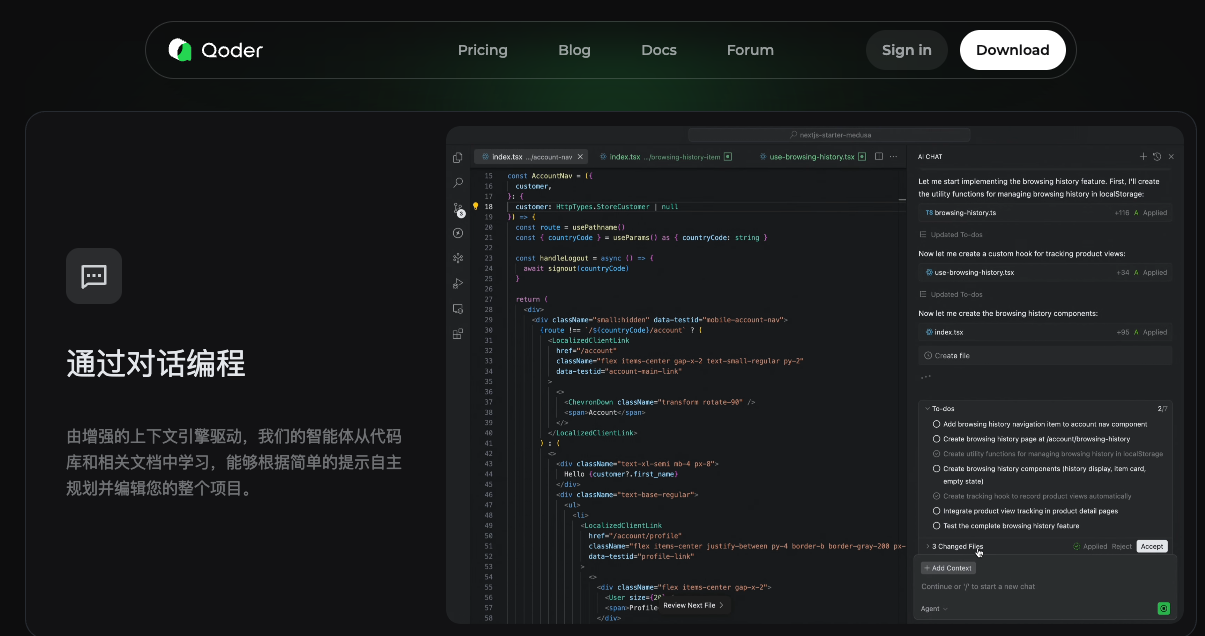 Qoder
Pricing
Blog
Docs
Forum
Sign in
Download
通过对话编程
由增强的上下文引擎驱动，我们的智能体从代码
库和相关文档中学习，能够根据简单的提示自主
规划并编辑您的整个项目。
nextjs-starter-medusa
index.tsx .../account-nav
index.tsx .../browsing-history-item
use-browsing-history.tsx
15 const AccountNav = ({
16 customer,
17 }: {
18 customer: HttpTypes.StoreCustomer | null
19 }) => {
20 const route = usePathname()
21 const { countryCode } = useParams() as { countryCode: string }
22
23 const handleLogout = async () => {
24 await signout(countryCode)
25 }
26
27 return (
28 <div>
29 <div className="small:hidden" data-testid="mobile-account-nav">
30 {route !== `/${countryCode}/account` ? (
31 <LocalizedClientLink
32 href="/account"
33 className="flex items-center gap-x-2 text-small-regular py-2"
34 data-testid="account-main-link"
35 >
36 <>
37 <ChevronDown className="transform rotate-90" />
38 <span>Account</span>
39 </>
40 </LocalizedClientLink>
41 ) : (
42 <>
43 <div className="text-xl-semi mb-4 px-8">
44 Hello {customer?.first_name}
45 </div>
46 <div className="text-base-regular">
47 <ul>
48 <li>
49 <LocalizedClientLink
50 href="/account/profile"
51 className="flex items-center justify-between py-4 border-b border-gray-200 px-
52 data-testid="profile-link"
53 >
54 <>
55 <div className="flex items-center gap-x-2">
56 <User size={20
57 <span>Profile
58 </div>
Review Next File
AI CHAT
Let me start implementing the browsing history feature. First, I'll create
the utility functions for managing browsing history in localStorage:
TS browsing-history.ts +116 A Applied
Updated To-dos
Now let me create a custom hook for tracking product views:
use-browsing-history.tsx +34 A Applied
Updated To-dos
Now let me create the browsing history components:
index.tsx +95 A Applied
Create file
To-dos 2/7
Add browsing history navigation item to account nav component
Create browsing history page at /account/browsing-history
Create utility functions for managing browsing history in localStorage
Create browsing history components (history display, item card,
empty state)
Create tracking hook to record product views automatically
Integrate product view tracking in product detail pages
Test the complete browsing history feature
3 Changed Files Applied Reject Accept
+ Add Context
Continue or '/' to start a new chat
Agent